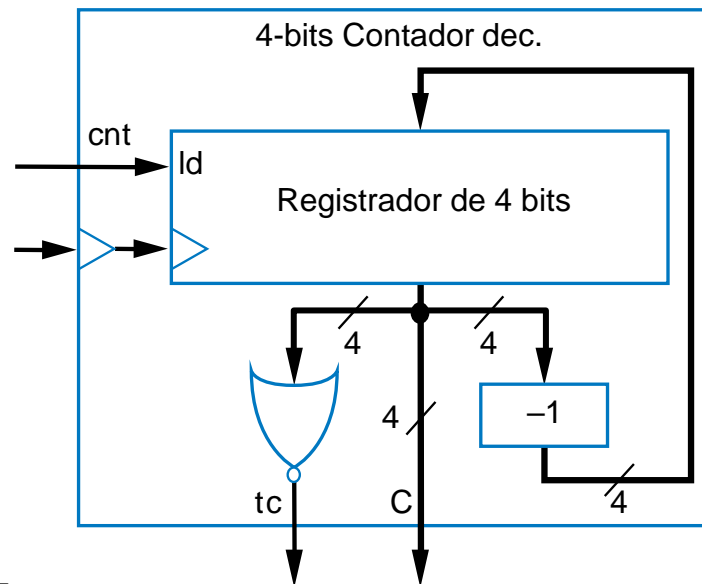 4-bits Contador dec.
cnt
ld
Registrador de 4 bits
4
4
4
–1
4
tc
C